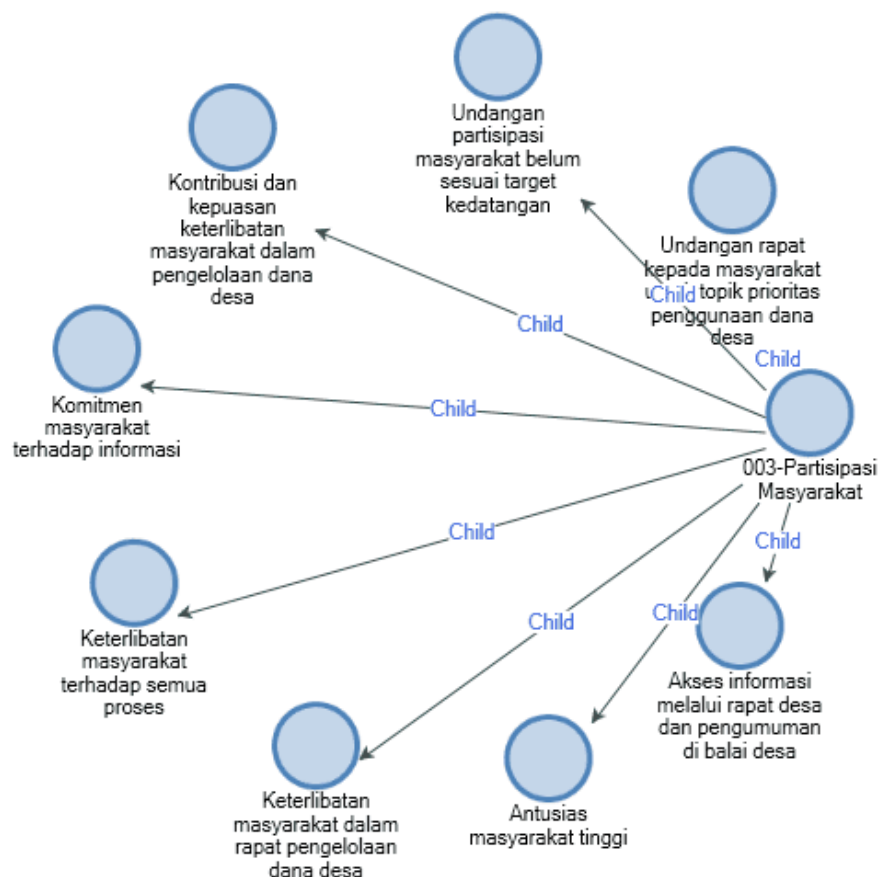 Undangan
partisipasi
masyarakat belum
sesuai target
kedatangan
Kontribusi dan
kepuasan
keterlibatan
masyarakat dalam
pengelolaan dana
desa
Undangan rapat
kepada masyarakat
topik prioritas
penggunaan dana
desa
Child
Child
Child
Komitmen
masyarakat
terhadap informasi
Child
003-Partisipasi
Masyarakat
Child
Child
Keterlibatan
masyarakat
terhadap semua
proses
Child
Child
Akses informasi
melalui rapat desa
dan pengumuman
di balai desa
Keterlibatan
masyarakat dalam
rapat pengelolaan
dana desa
Antusias
masyarakat tinggi